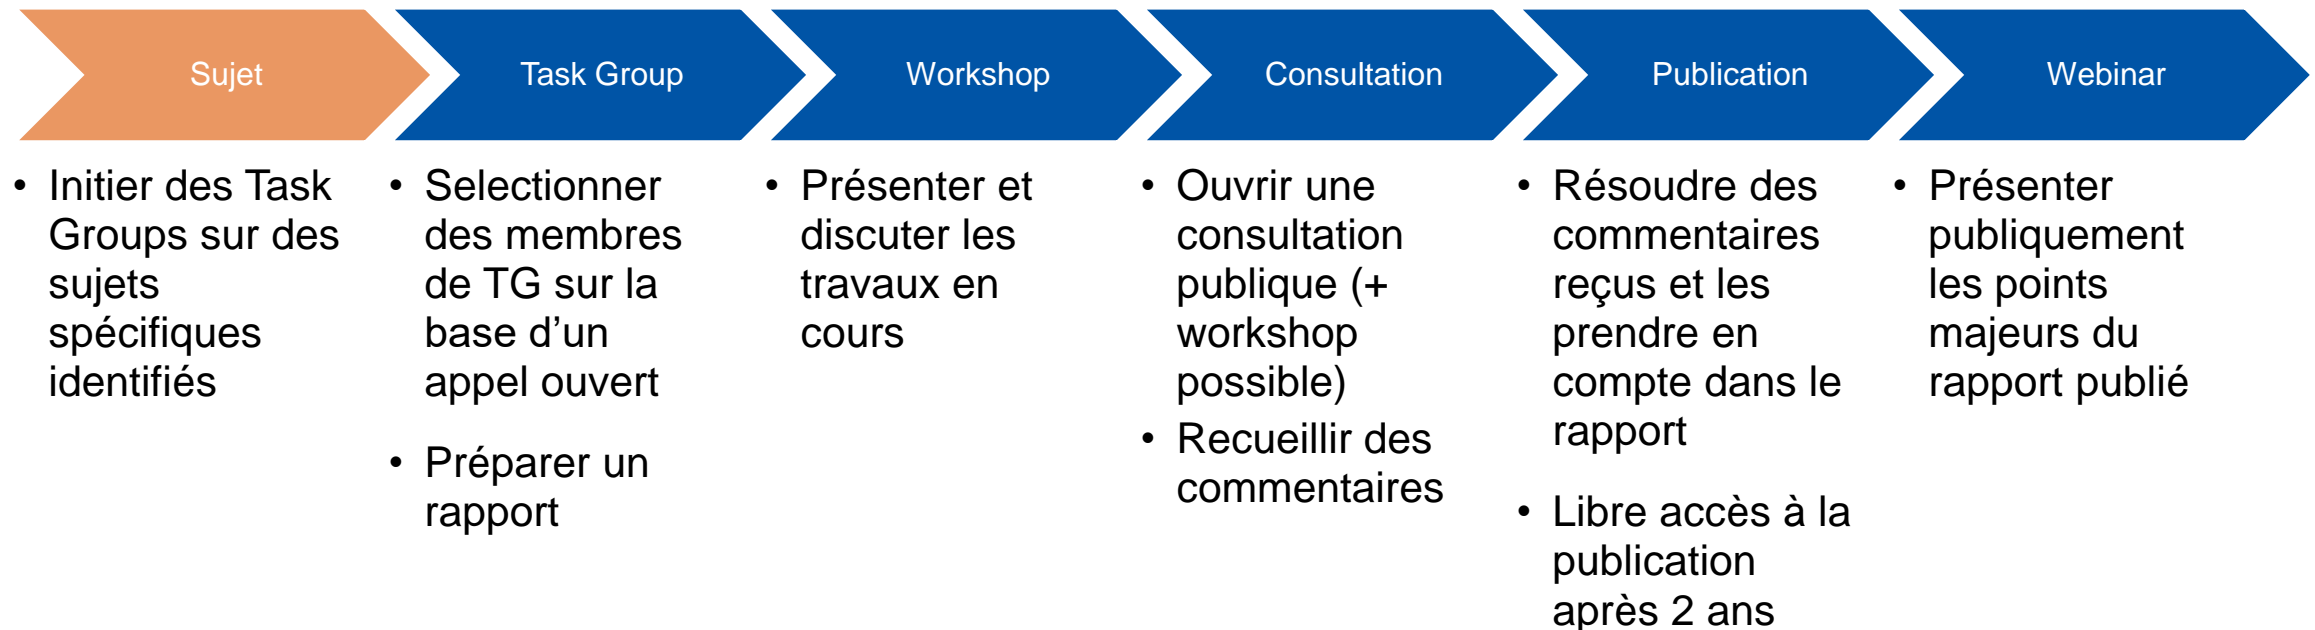 Sujet
Task Group
Workshop
Consultation
Publication
Webinar
• Initier des Task
Groups sur des
sujets
spécifiques
identifiés
• Selectionner
des membres
de TG sur la
base d’un
appel ouvert
• Préparer un
rapport
• Présenter et
discuter les
travaux en
cours
• Ouvrir une
consultation
publique (+
workshop
possible)
• Recueillir des
commentaires
• Résoudre des
commentaires
reçus et les
prendre en
compte dans le
rapport
• Libre accès à la
publication
après 2 ans
• Présenter
publiquement
les points
majeurs du
rapport publié